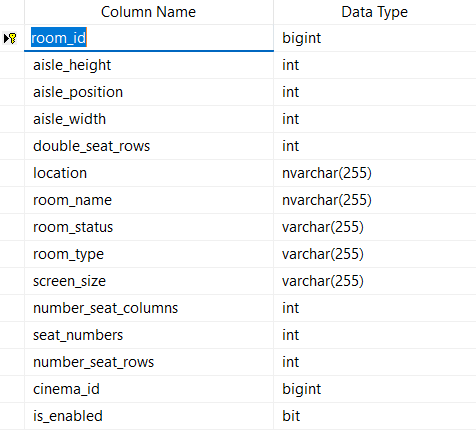 Column Name Data Type
room_id bigint
aisle_height int
aisle_position int
aisle_width int
double_seat_rows int
location nvarchar(255)
room_name nvarchar(255)
room_status varchar(255)
room_type varchar(255)
screen_size varchar(255)
number_seat_columns int
seat_numbers int
number_seat_rows int
cinema_id bigint
is_enabled bit